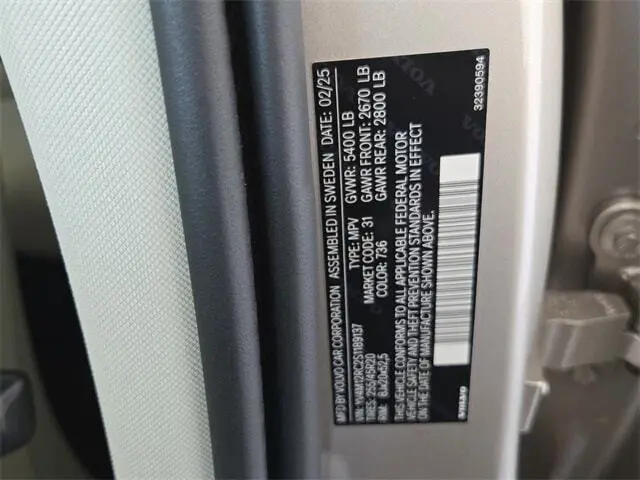 MFD. BY VOLVO CAR CORPORATION ASSEMBLED IN SWEDEN DATE: 02/25
VIN: YV4M12RC2S1189137 TYPE: MPV GVWR: 5400 LB
TIRES: 255/45R20 MARKET CODE: 31 GAWR FRONT: 2670 LB
RIM: 8Jx20x52,5 COLOR: 736 GAWR REAR: 2800 LB
THIS VEHICLE CONFORMS TO ALL APPLICABLE FEDERAL MOTOR
VEHICLE SAFETY AND THEFT PREVENTION STANDARDS IN EFFECT
ON THE DATE OF MANUFACTURE SHOWN ABOVE.
32390594